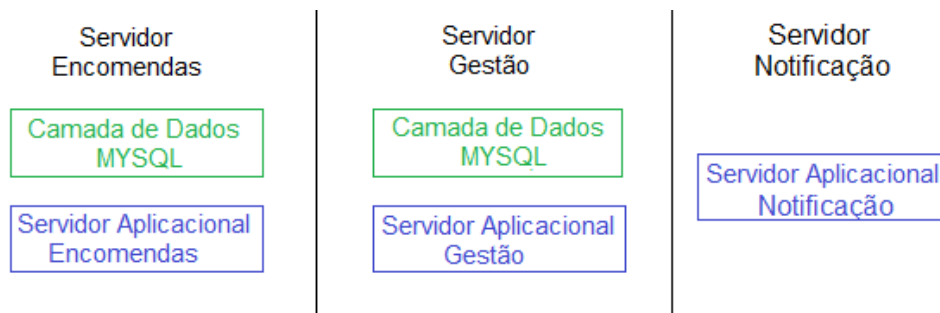 Servidor
Encomendas
Camada de Dados
MYSQL
Servidor Aplicacional
Encomendas
Servidor
Gestão
Camada de Dados
MYSQL
Servidor Aplicacional
Gestão
Servidor
Notificação
Servidor Aplicacional
Notificação